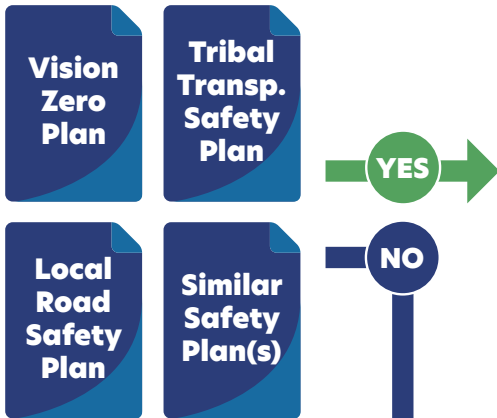 Vision
Zero
Plan
Tribal
Transp.
Safety
Plan
YES
Local
Road
Safety
Plan
Similar
Safety
Plan(s)
NO